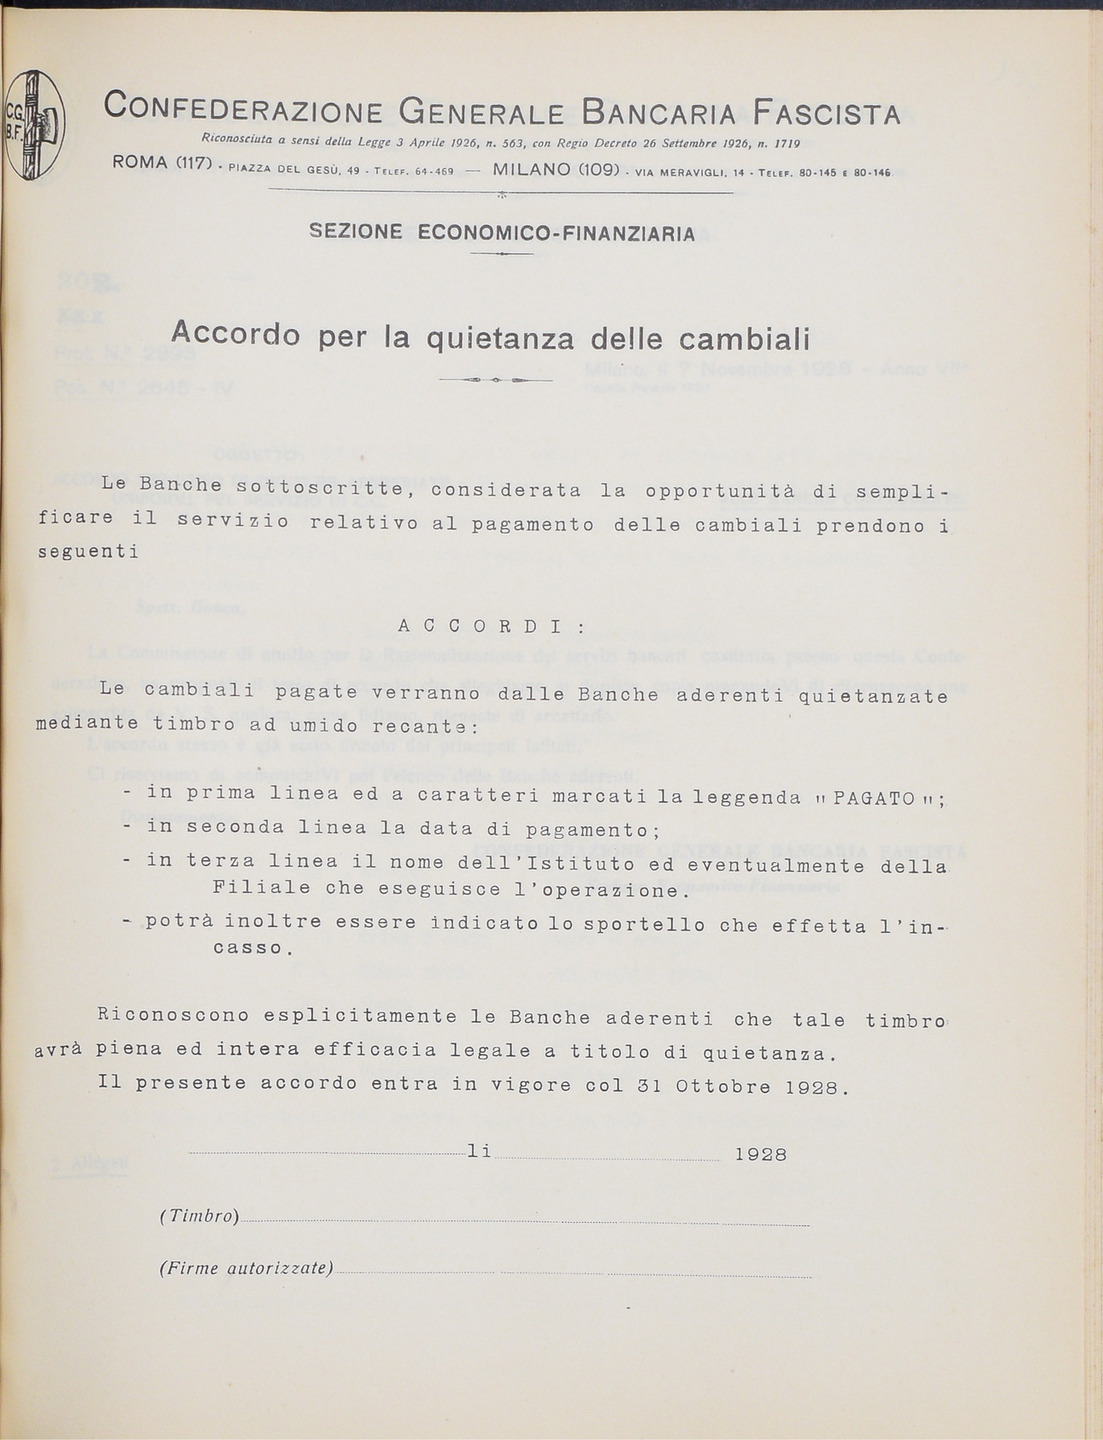 C.G.
B.F.
CONFEDERAZIONE GENERALE BANCARIA FASCISTA
Riconosciuta a sensi della Legge 3 Aprile 1926, n. 563, con Regio Decreto 26 Settembre 1926, n. 1719
ROMA (117) - PIAZZA DEL GESÙ, 49 - TELEF. 64-469 — MILANO (109) - VIA MERAVIGLI, 14 - TELEF. 80-145 E 80-146
SEZIONE ECONOMICO-FINANZIARIA
Accordo per la quietanza delle cambiali
Le Banche sottoscritte, considerata la opportunità di sempli-
ficare il servizio relativo al pagamento delle cambiali prendono i
seguenti
ACCORDI:
Le cambiali pagate verranno dalle Banche aderenti quietanzate
mediante timbro ad umido recante:
- in prima linea ed a caratteri marcati la leggenda "PAGATO";
- in seconda linea la data di pagamento;
- in terza linea il nome dell'Istituto ed eventualmente della
Filiale che eseguisce l'operazione.
- potrà inoltre essere indicato lo sportello che effetta l'in-
casso.
Riconoscono esplicitamente le Banche aderenti che tale timbro
avrà piena ed intera efficacia legale a titolo di quietanza.
Il presente accordo entra in vigore col 31 Ottobre 1928.
li 1928
(Timbro)
(Firme autorizzate)